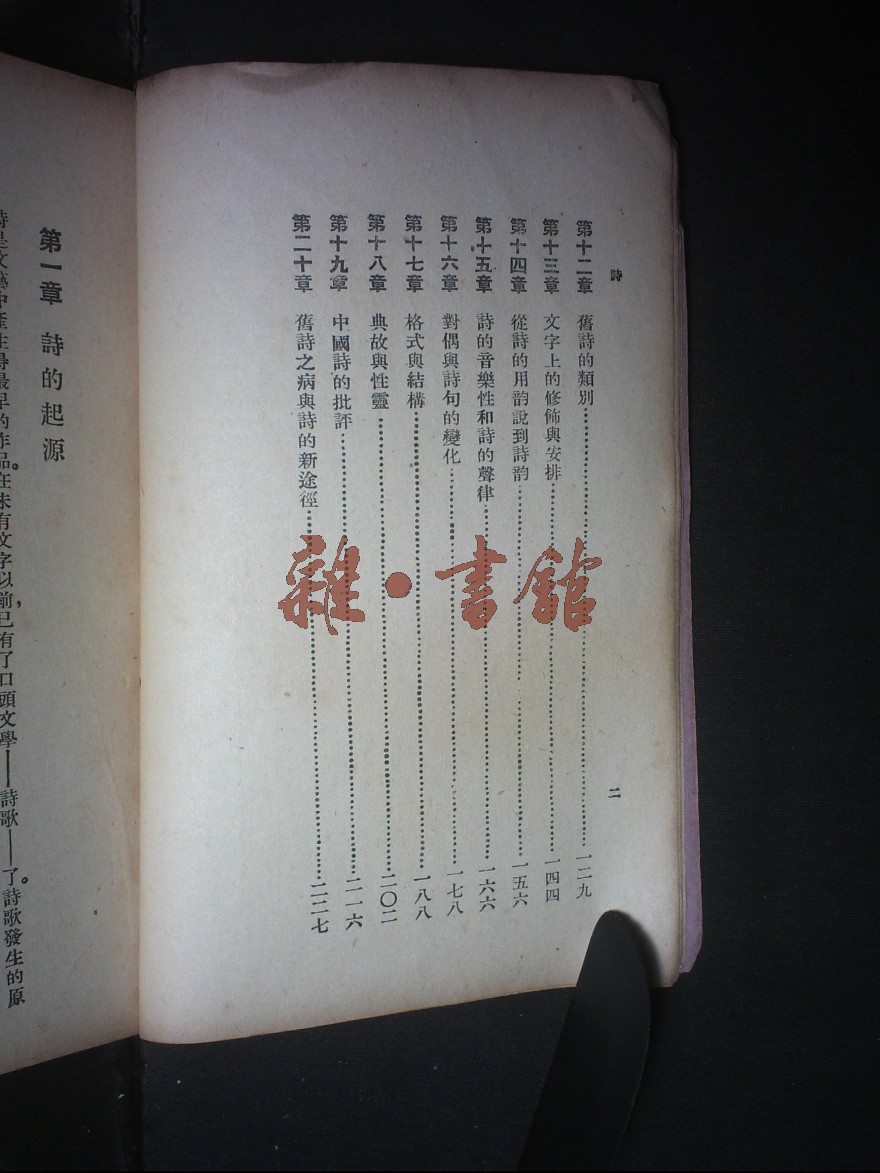 詩
二
第十二章 舊詩的類別 一二九
第十三章 文字上的修飾與安排 一四四
第十四章 從詩的用韵說到詩韵 一五六
第十五章 詩的音樂性和詩的聲律 一六六
第十六章 對偶與詩句的變化 一七八
第十七章 格式與結構 一八八
第十八章 典故與性靈 二〇二
第十九章 中國詩的批評 二一六
第二十章 舊詩之病與詩的新途徑 二二七
雜·書館
第一章 詩的起源
詩是文藝中產生得最早的作品。在未有文字以前,已有了口頭文學——詩歌——了。詩歌發生的原